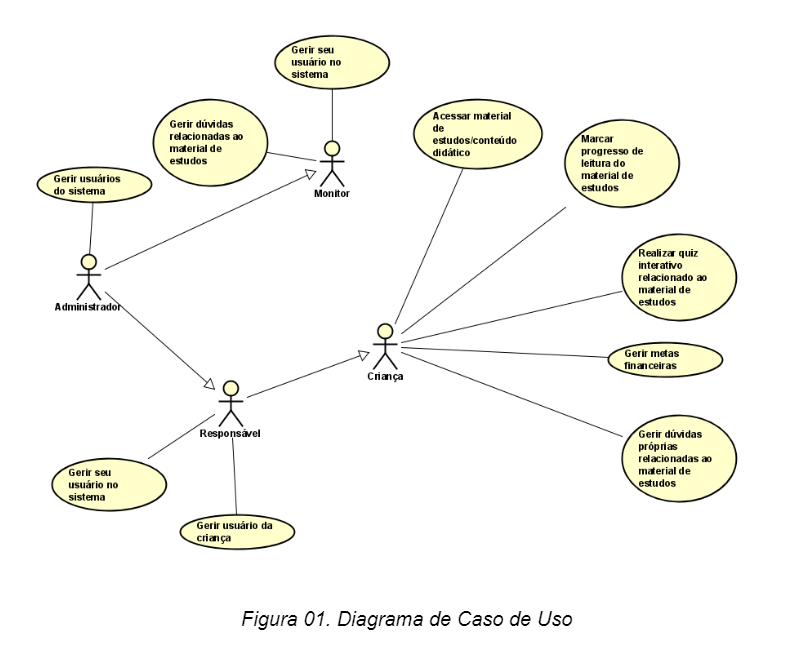 Gerir seu
usuário no
sistema
Gerir dúvidas
relacionadas ao
material de
estudos
Monitor
Gerir usuários
do sistema
Administrador
Acessar material
de
estudos/conteúdo
didático
Marcar
progresso de
leitura do
material de
estudos
Realizar quiz
interativo
relacionado ao
material de
estudos
Criança
Gerir metas
financeiras
Gerir dúvidas
próprias
relacionadas ao
material de
estudos
Responsável
Gerir seu
usuário no
sistema
Gerir usuário da
criança
Figura 01. Diagrama de Caso de Uso